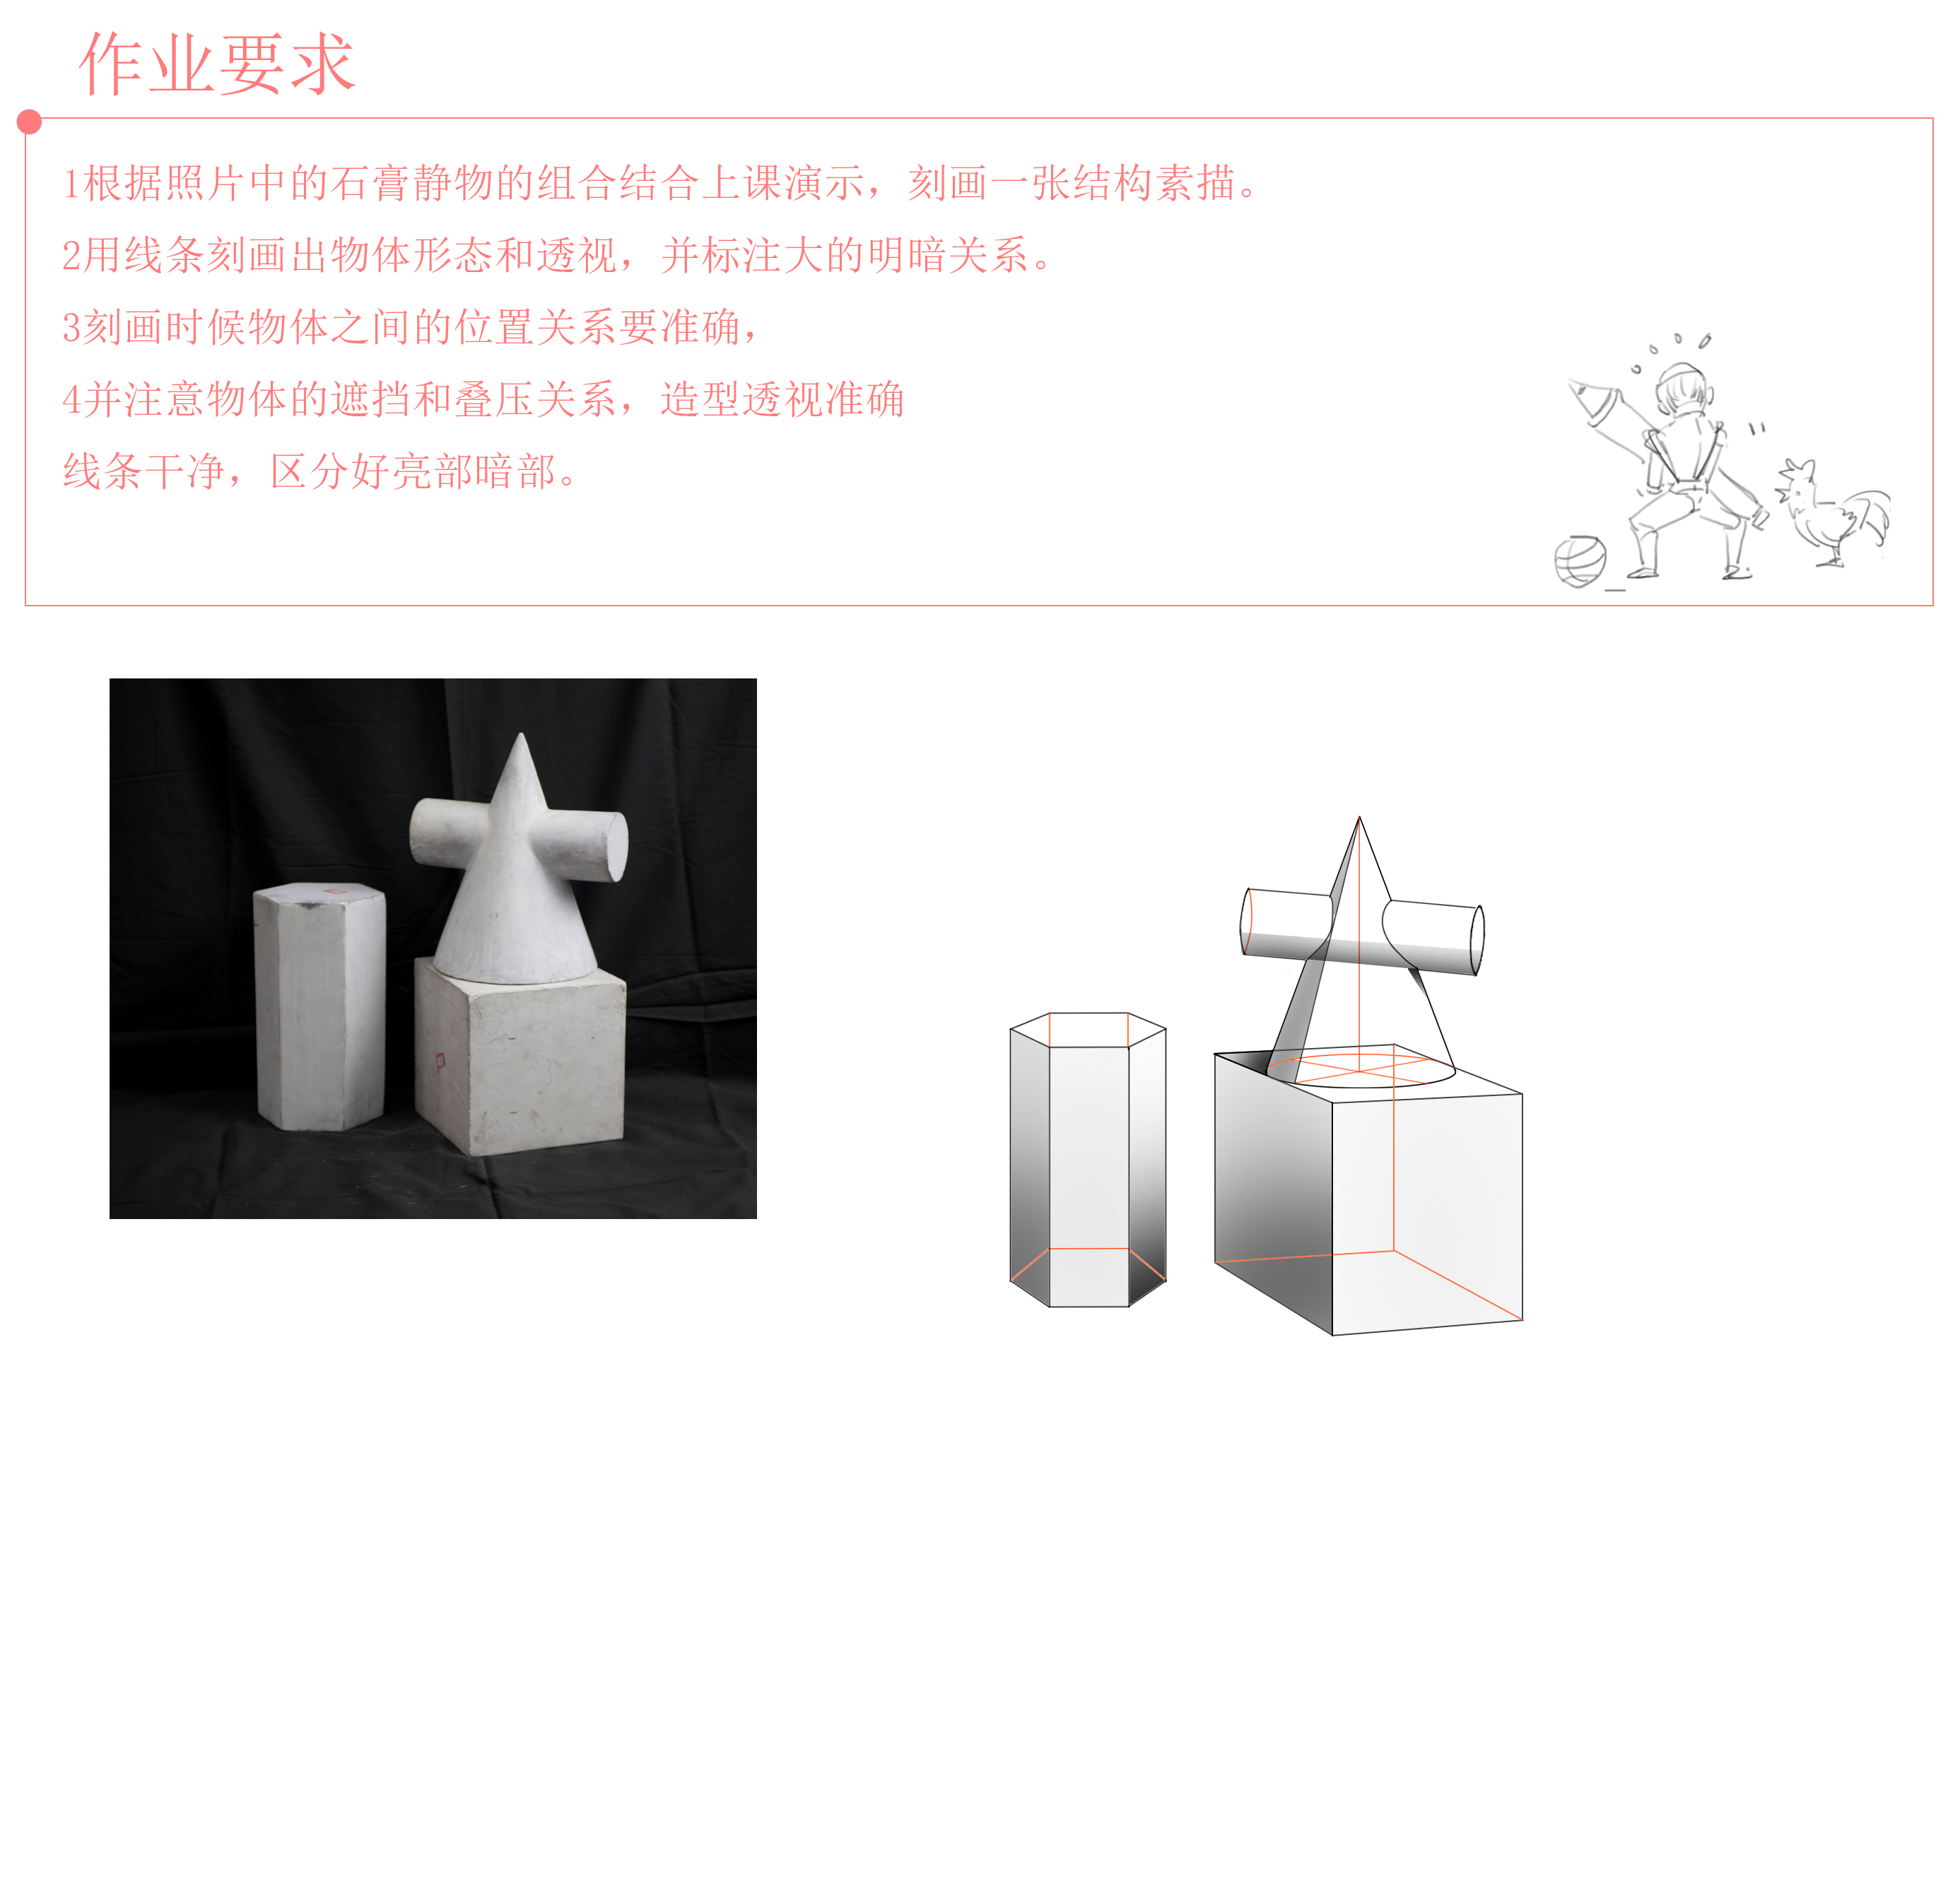 作业要求
1根据照片中的石膏静物的组合结合上课演示，刻画一张结构素描。
2用线条刻画出物体形态和透视，并标注大的明暗关系。
3刻画时候物体之间的位置关系要准确，
4并注意物体的遮挡和叠压关系，造型透视准确
线条干净，区分好亮部暗部。